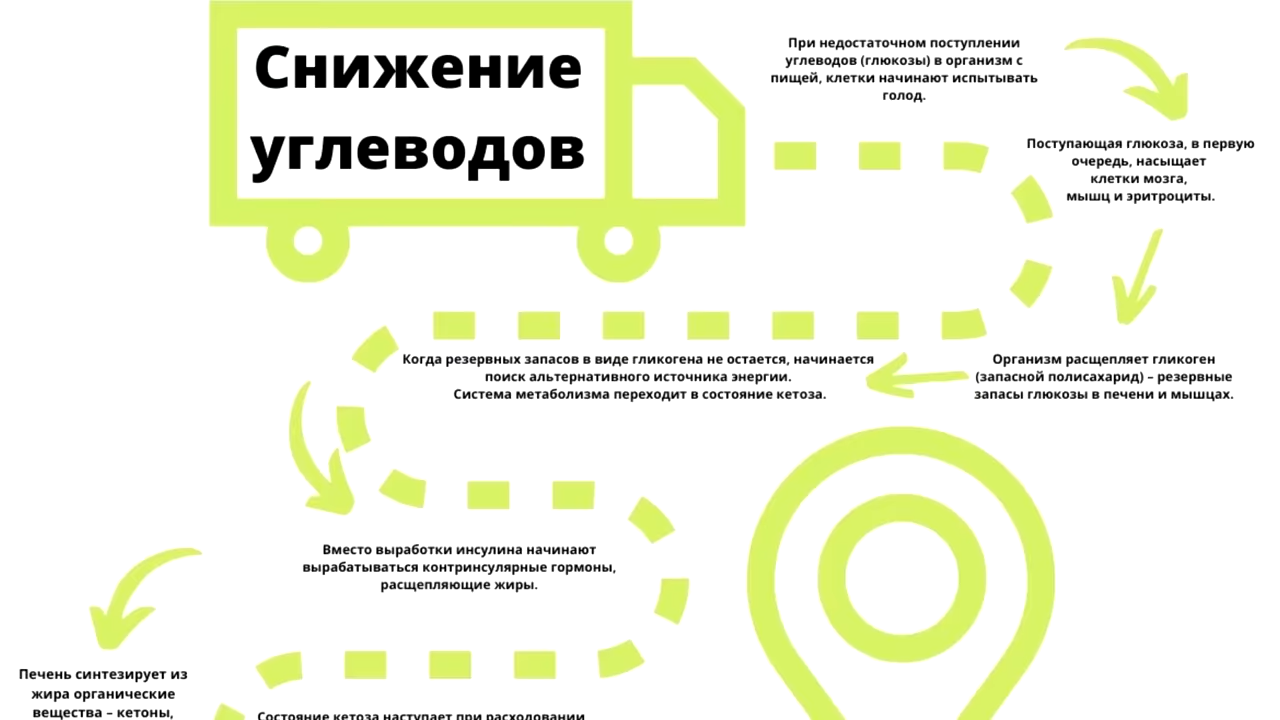 Снижение
углеводов
При недостаточном поступлении
углеводов (глюкозы) в организм с
пищей, клетки начинают испытывать
голод.
Поступающая глюкоза, в первую
очередь, насыщает
клетки мозга,
мышц и эритроциты.
Организм расщепляет гликоген
(запасной полисахарид) – резервные
запасы глюкозы в печени и мышцах.
Когда резервных запасов в виде гликогена не остается, начинается
поиск альтернативного источника энергии.
Система метаболизма переходит в состояние кетоза.
Вместо выработки инсулина начинают
вырабатываться контринсулярные гормоны,
расщепляющие жиры.
Печень синтезирует из
жира органические
вещества – кетоны,
Состояние кетоза наступает при расходовании